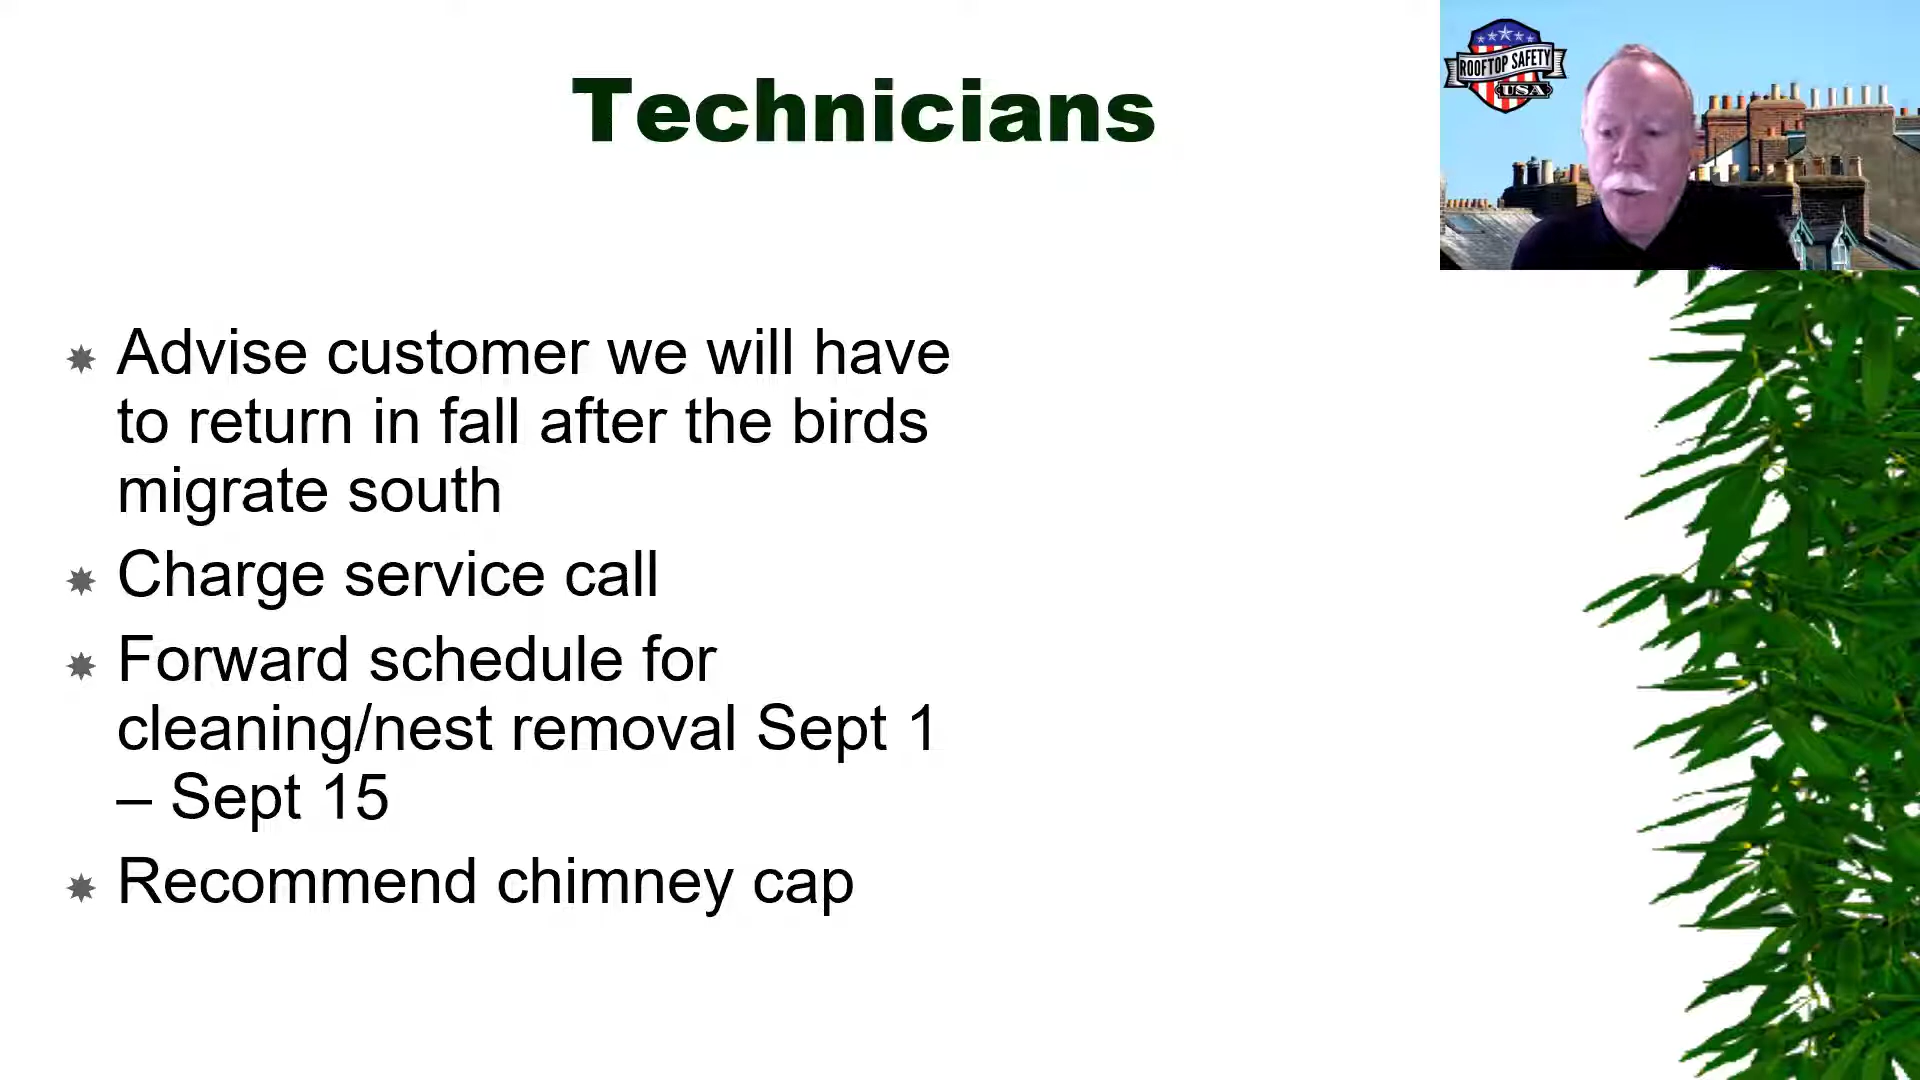 Technicians
ROOFTOP SAFETY
USA
Advise customer we will have
to return in fall after the birds
migrate south
Charge service call
Forward schedule for
cleaning/nest removal Sept 1
– Sept 15
Recommend chimney cap